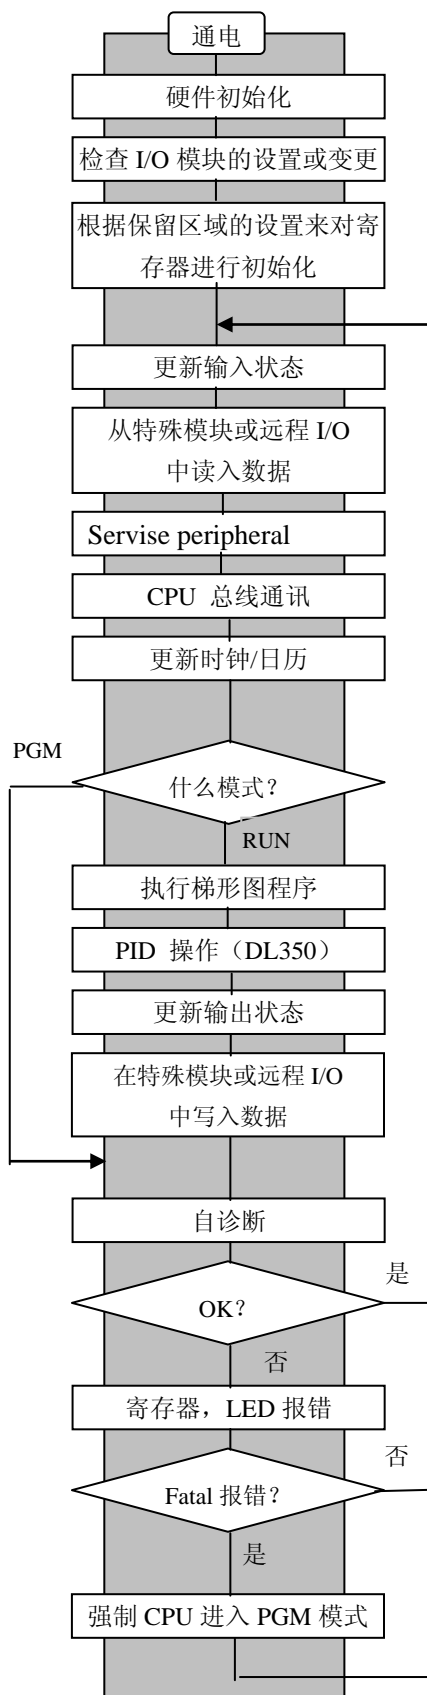 通电
硬件初始化
检查 I/O 模块的设置或变更
根据保留区域的设置来对寄
存器进行初始化
更新输入状态
从特殊模块或远程 I/O
中读入数据
Servise peripheral
CPU 总线通讯
更新时钟/日历
PGM
什么模式？
RUN
执行梯形图程序
PID 操作（DL350）
更新输出状态
在特殊模块或远程 I/O
中写入数据
自诊断
是
OK？
否
寄存器，LED 报错
否
Fatal 报错？
是
强制 CPU 进入 PGM 模式